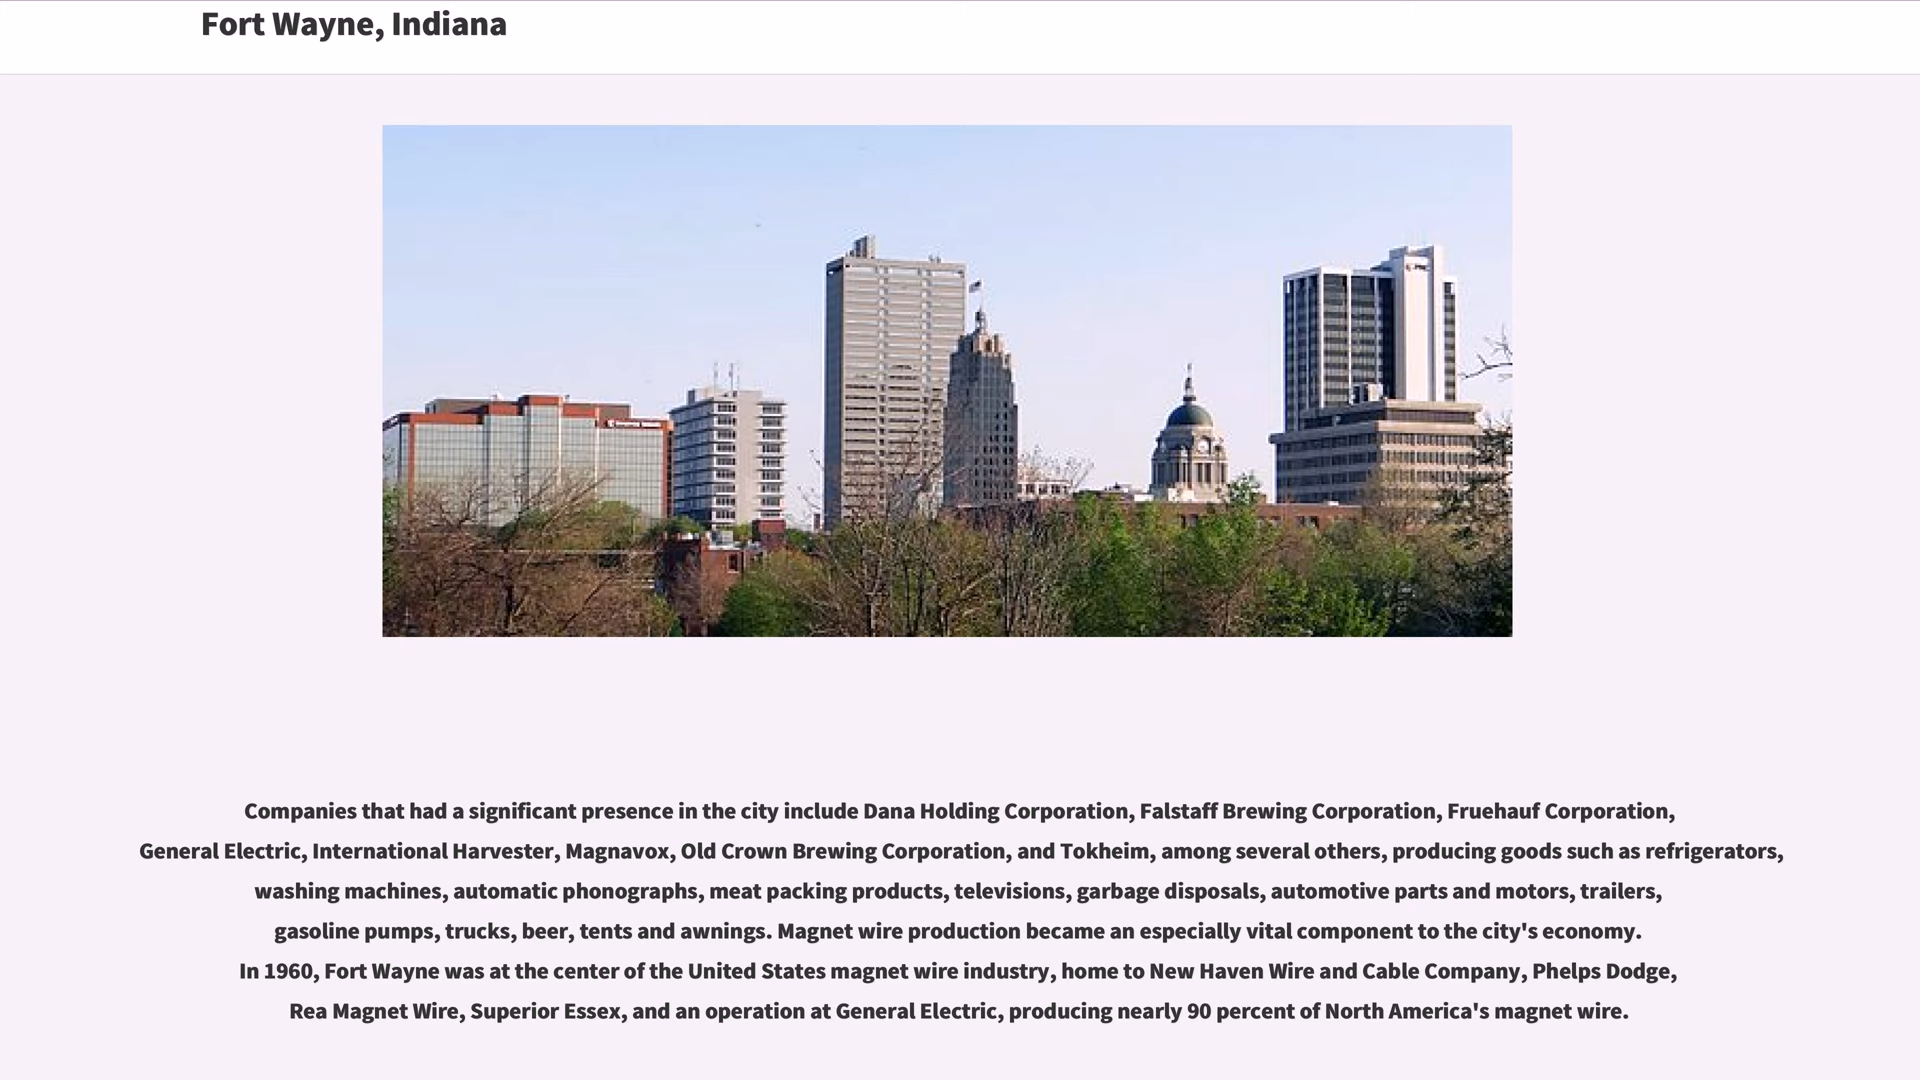 Fort Wayne, Indiana
Companies that had a significant presence in the city include Dana Holding Corporation, Falstaff Brewing Corporation, Fruehauf Corporation,
General Electric, International Harvester, Magnavox, Old Crown Brewing Corporation, and Tokheim, among several others, producing goods such as refrigerators,
washing machines, automatic phonographs, meat packing products, televisions, garbage disposals, automotive parts and motors, trailers,
gasoline pumps, trucks, beer, tents and awnings. Magnet wire production became an especially vital component to the city's economy.
In 1960, Fort Wayne was at the center of the United States magnet wire industry, home to New Haven Wire and Cable Company, Phelps Dodge,
Rea Magnet Wire, Superior Essex, and an operation at General Electric, producing nearly 90 percent of North America's magnet wire.